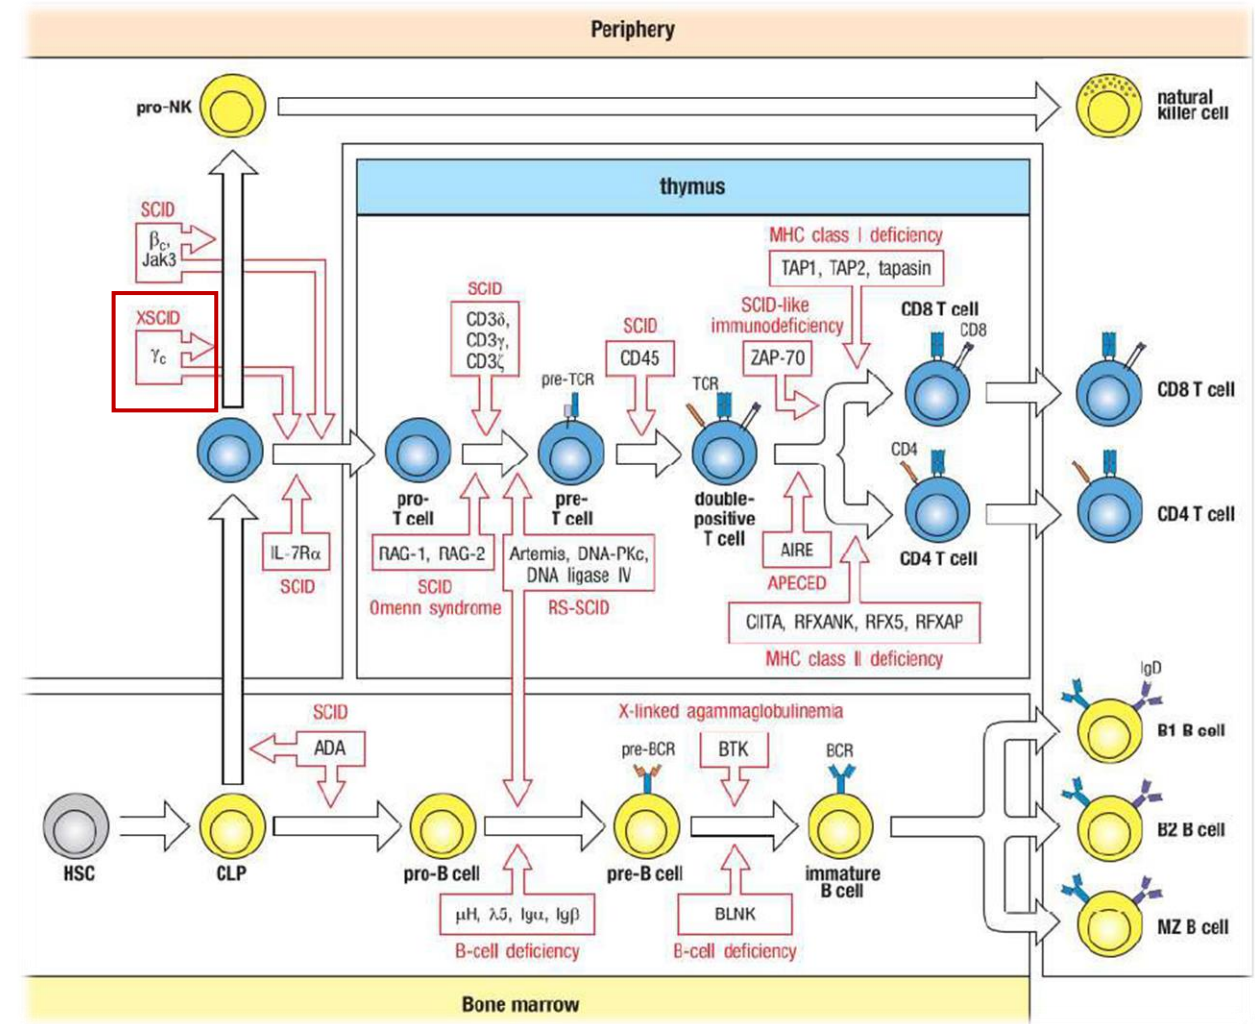 Periphery
pro-NK
natural
killer cell
thymus
SCID
βc,
Jak3
XSCID
γc
MHC class I deficiency
TAP1, TAP2, tapasin
SCID
CD3δ,
CD3γ,
CD3ζ
SCID
CD45
SCID-like
immunodeficiency
ZAP-70
CD8 T cell
CD8
pre-TCR
TCR
CD8 T cell
CD4
pro-
T cell
pre-
T cell
double-
positive
T cell
CD4 T cell
CD4 T cell
IL-7Rα
SCID
RAG-1, RAG-2
SCID
Omenn syndrome
Artemis, DNA-PKc,
DNA ligase IV
RS-SCID
AIRE
APECED
CIITA, RFXANK, RFX5, RFXAP
MHC class II deficiency
IgD
SCID
ADA
X-linked agammaglobulinemia
BTK
pre-BCR
BCR
B1 B cell
B2 B cell
HSC
CLP
pro-B cell
pre-B cell
immature
B cell
μH, λ5, Igα, Igβ
B-cell deficiency
BLNK
B-cell deficiency
MZ B cell
Bone marrow